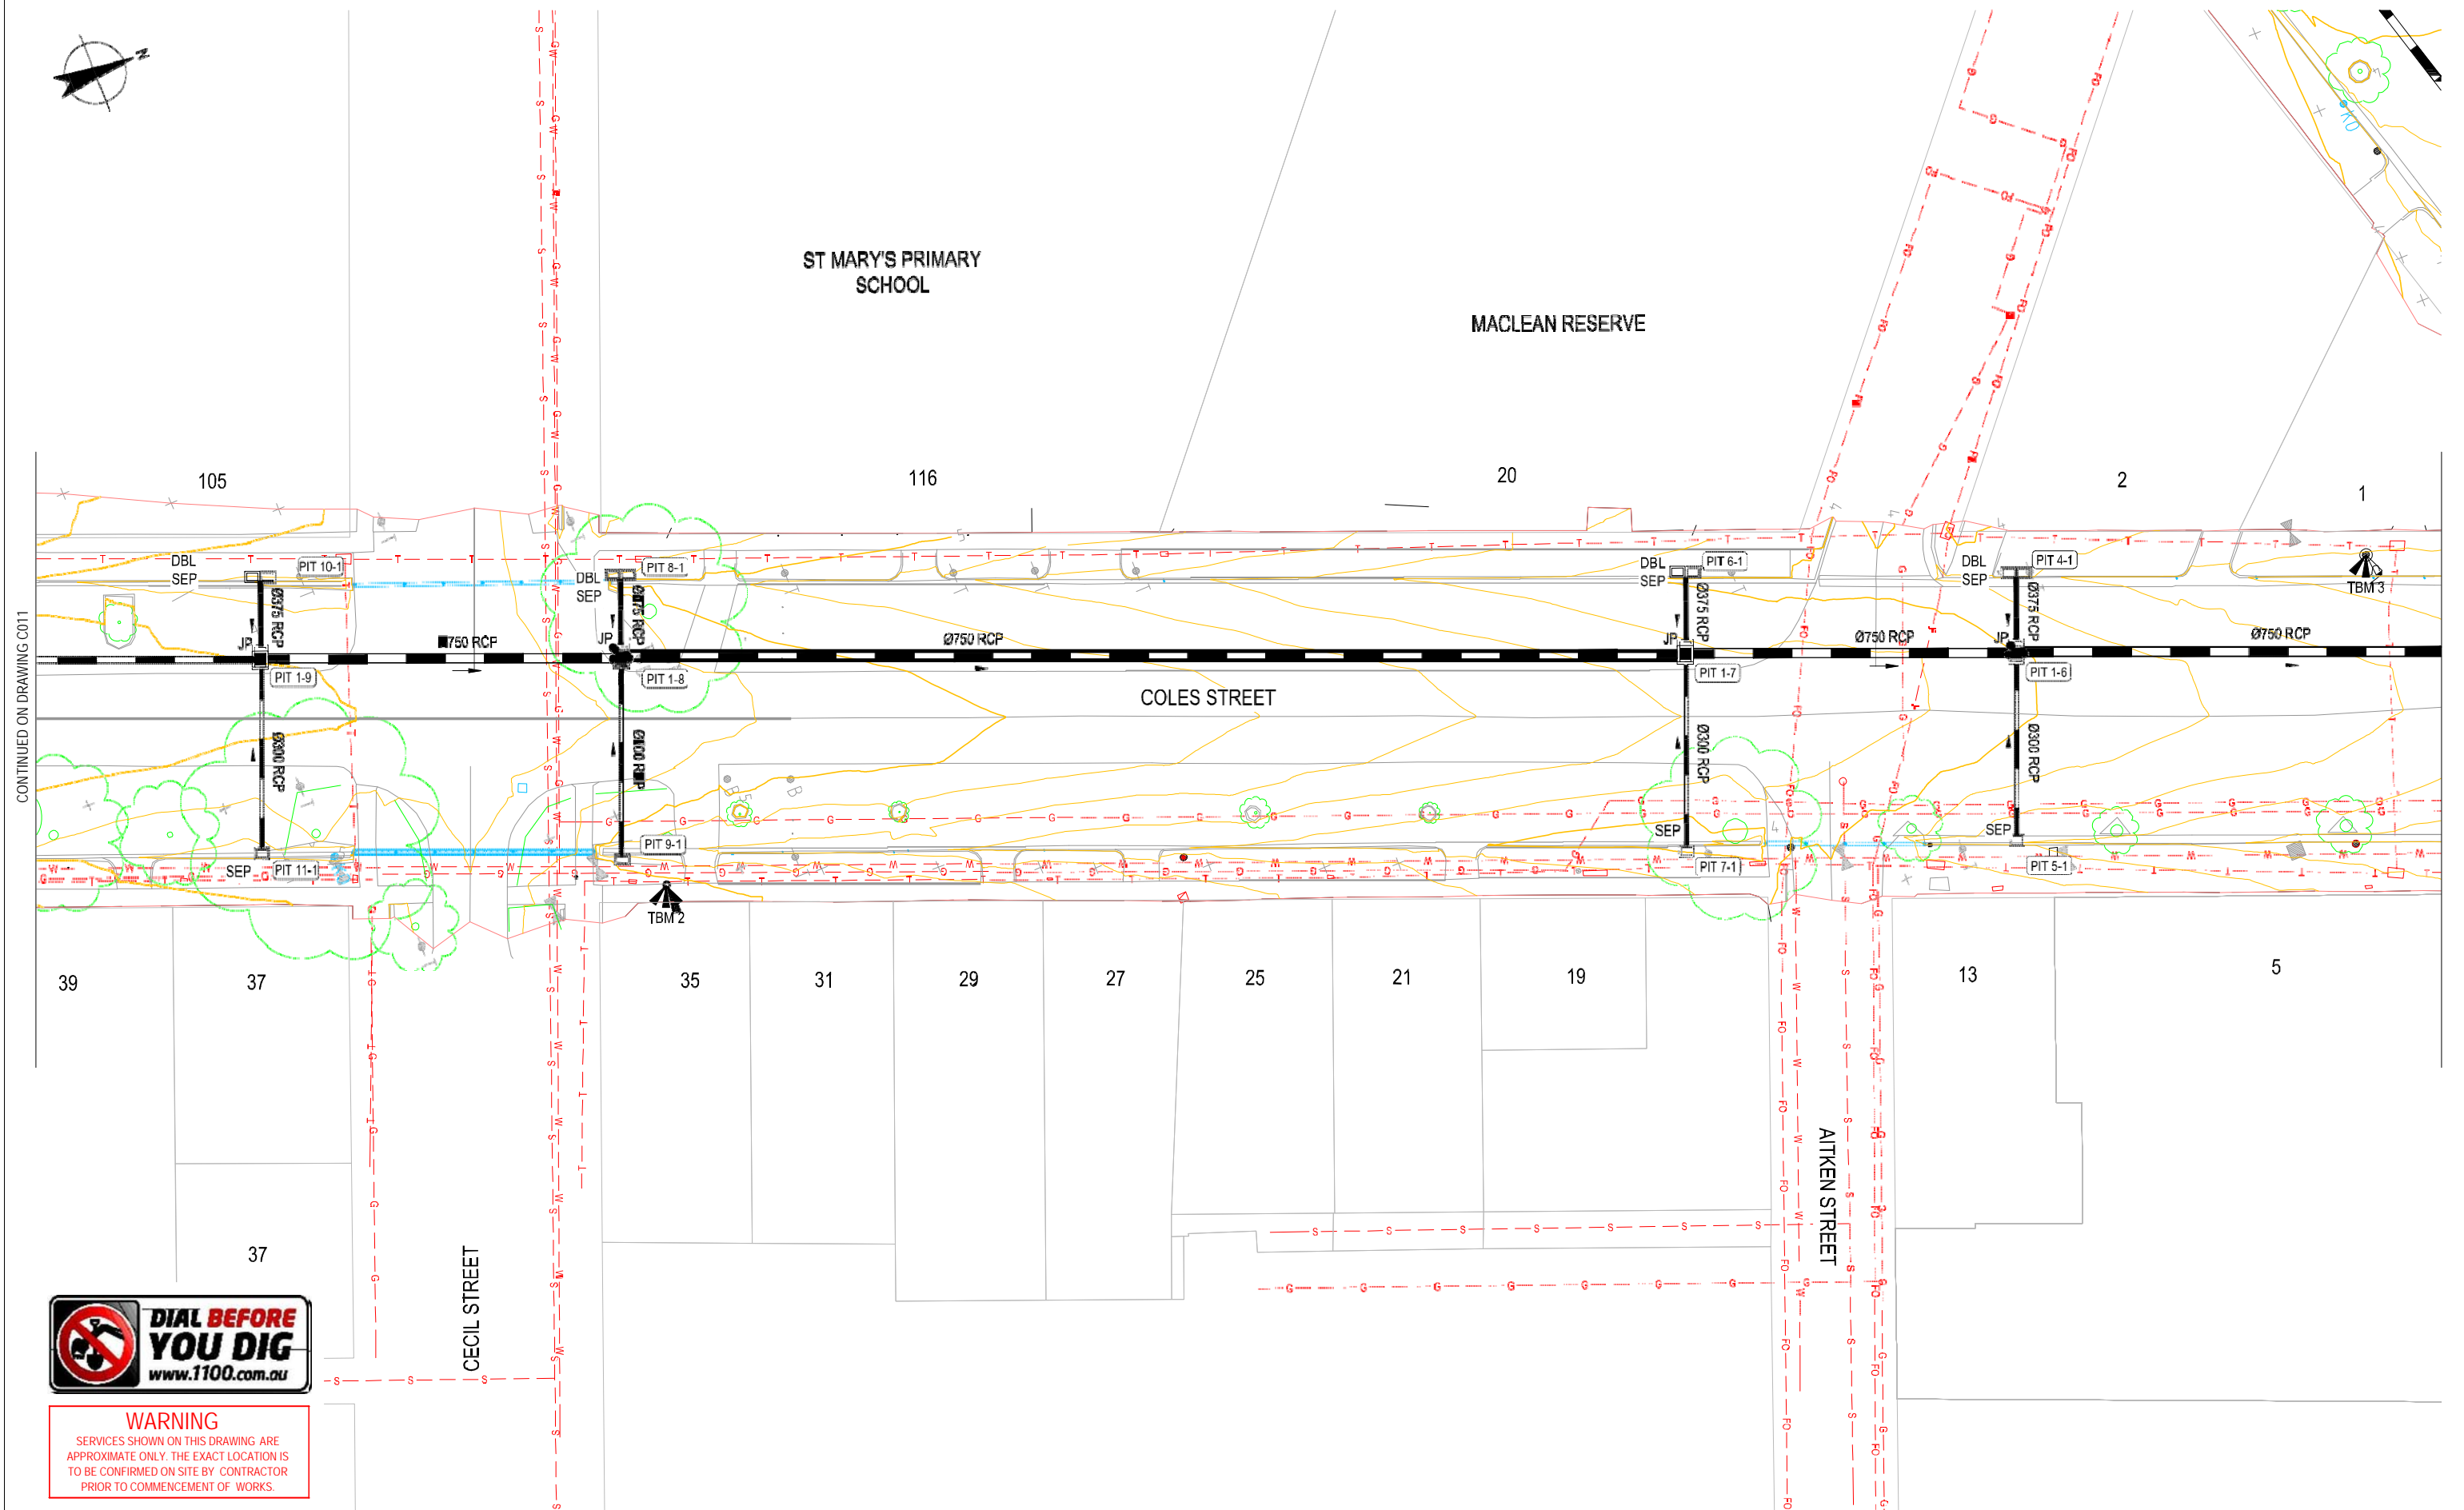 N
ST MARY'S PRIMARY
SCHOOL
MACLEAN RESERVE
105
116
20
2
1
DBL
SEP
PIT 10-1
DBL
SEP
PIT 8-1
DBL
SEP
PIT 6-1
DBL
SEP
PIT 4-1
TBM 3
Ø375 RCP
Ø375 RCP
Ø375 RCP
JP
JP
JP
JP
750 RCP
Ø750 RCP
Ø750 RCP
Ø750 RCP
PIT 1-9
PIT 1-8
PIT 1-7
PIT 1-6
COLES STREET
CONTINUED ON DRAWING C011
Ø300 RCP
Ø300 RCP
Ø300 RCP
SEP
PIT 11-1
PIT 9-1
SEP
PIT 7-1
SEP
PIT 5-1
TBM 2
39
37
35
31
29
27
25
21
19
13
5
37
CECIL STREET
AITKEN STREET
DIAL BEFORE
YOU DIG
www.1100.com.au
WARNING
SERVICES SHOWN ON THIS DRAWING ARE
APPROXIMATE ONLY. THE EXACT LOCATION IS
TO BE CONFIRMED ON SITE BY CONTRACTOR
PRIOR TO COMMENCEMENT OF WORKS.